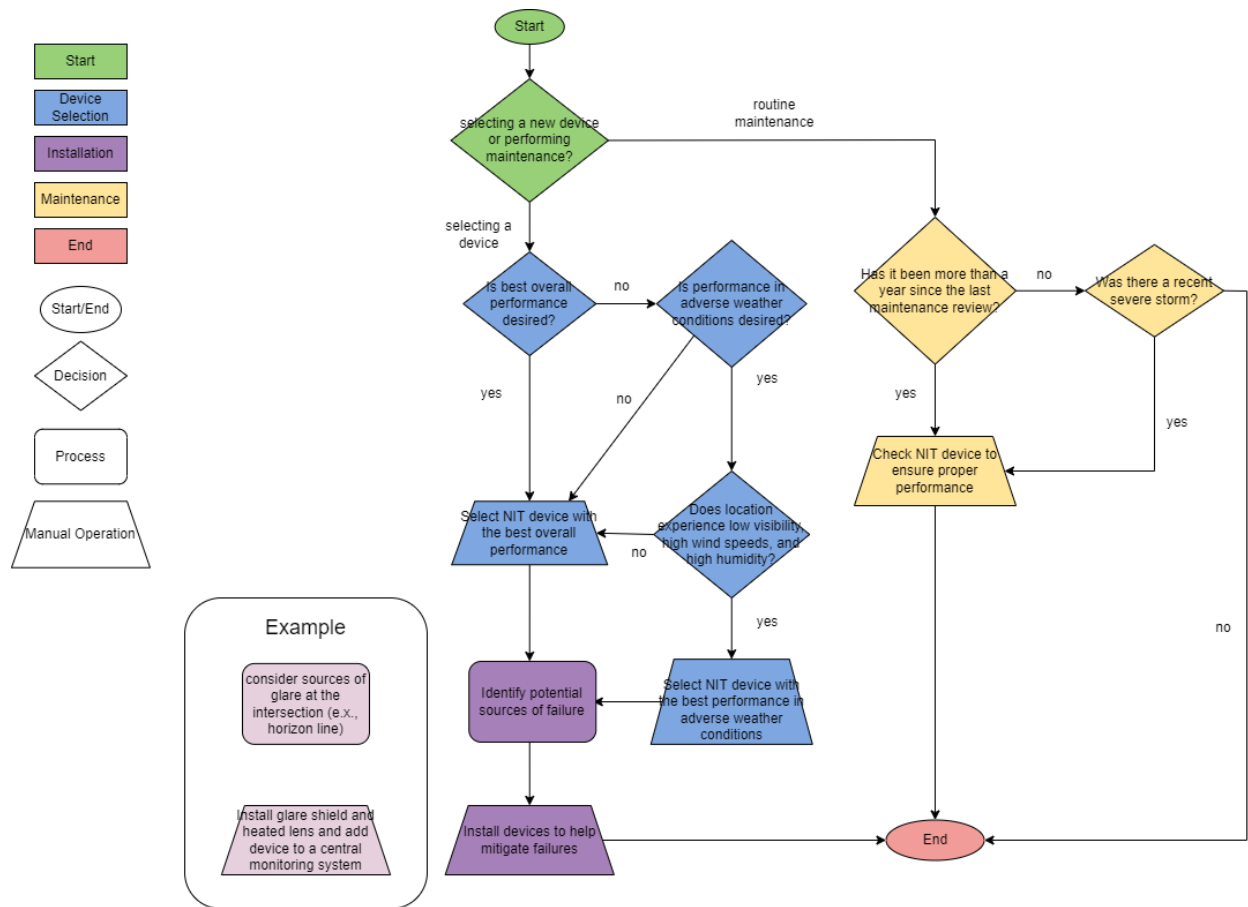 Start
Device
Selection
Installation
Maintenance
End
Start/End
Decision
Process
Manual Operation
Example
consider sources of
glare at the
intersection (e.x.,
horizon line)
Install glare shield and
heated lens and add
device to a central
monitoring system
Start
selecting a new device
or performing
maintenance?
routine
maintenance
selecting a
device
Is best overall
performance
desired?
no
Is performance in
adverse weather
conditions desired?
yes
no
yes
Select NIT device with
the best overall
performance
no
Does location
experience low visibility,
high wind speeds, and
high humidity?
yes
Identify potential
sources of failure
Select NIT device with
the best performance in
adverse weather
conditions
Install devices to help
mitigate failures
Has it been more than a
year since the last
maintenance review?
no
Was there a recent
severe storm?
yes
yes
Check NIT device to
ensure proper
performance
no
End